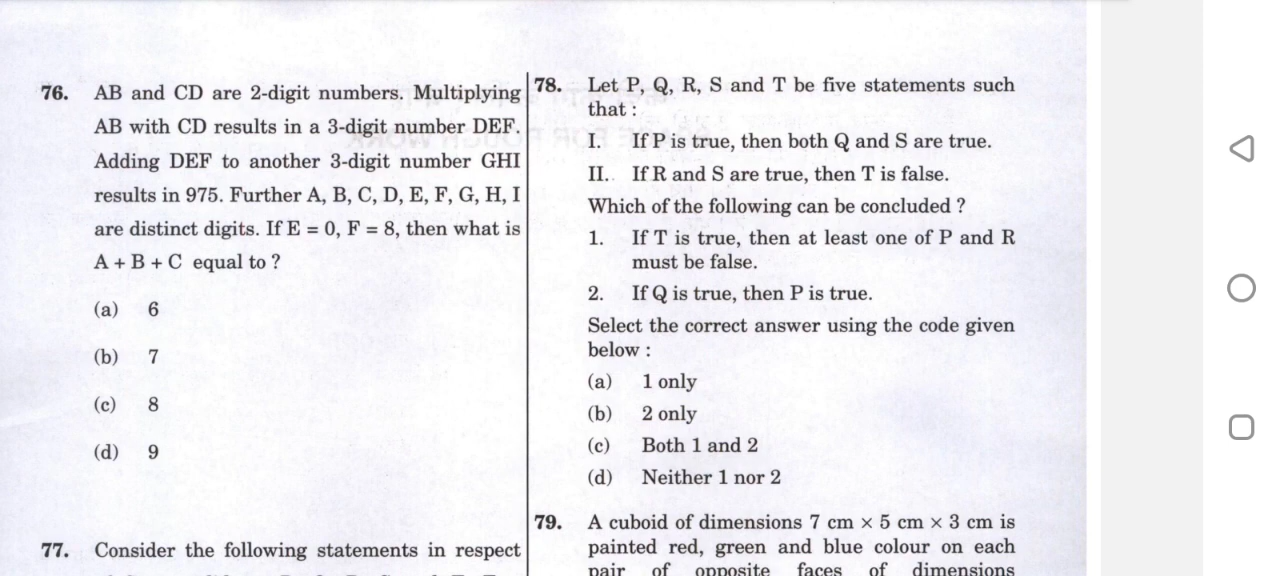 76. AB and CD are 2-digit numbers. Multiplying
AB with CD results in a 3-digit number DEF.
Adding DEF to another 3-digit number GHI
results in 975. Further A, B, C, D, E, F, G, H, I
are distinct digits. If E = 0, F = 8, then what is
A + B + C equal to ?
(a) 6
(b) 7
(c) 8
(d) 9
77. Consider the following statements in respect
78. Let P, Q, R, S and T be five statements such
that :
I. If P is true, then both Q and S are true.
II. If R and S are true, then T is false.
Which of the following can be concluded ?
1. If T is true, then at least one of P and R
must be false.
2. If Q is true, then P is true.
Select the correct answer using the code given
below :
(a) 1 only
(b) 2 only
(c) Both 1 and 2
(d) Neither 1 nor 2
79. A cuboid of dimensions 7 cm × 5 cm × 3 cm is
painted red, green and blue colour on each
pair of opposite faces of dimensions